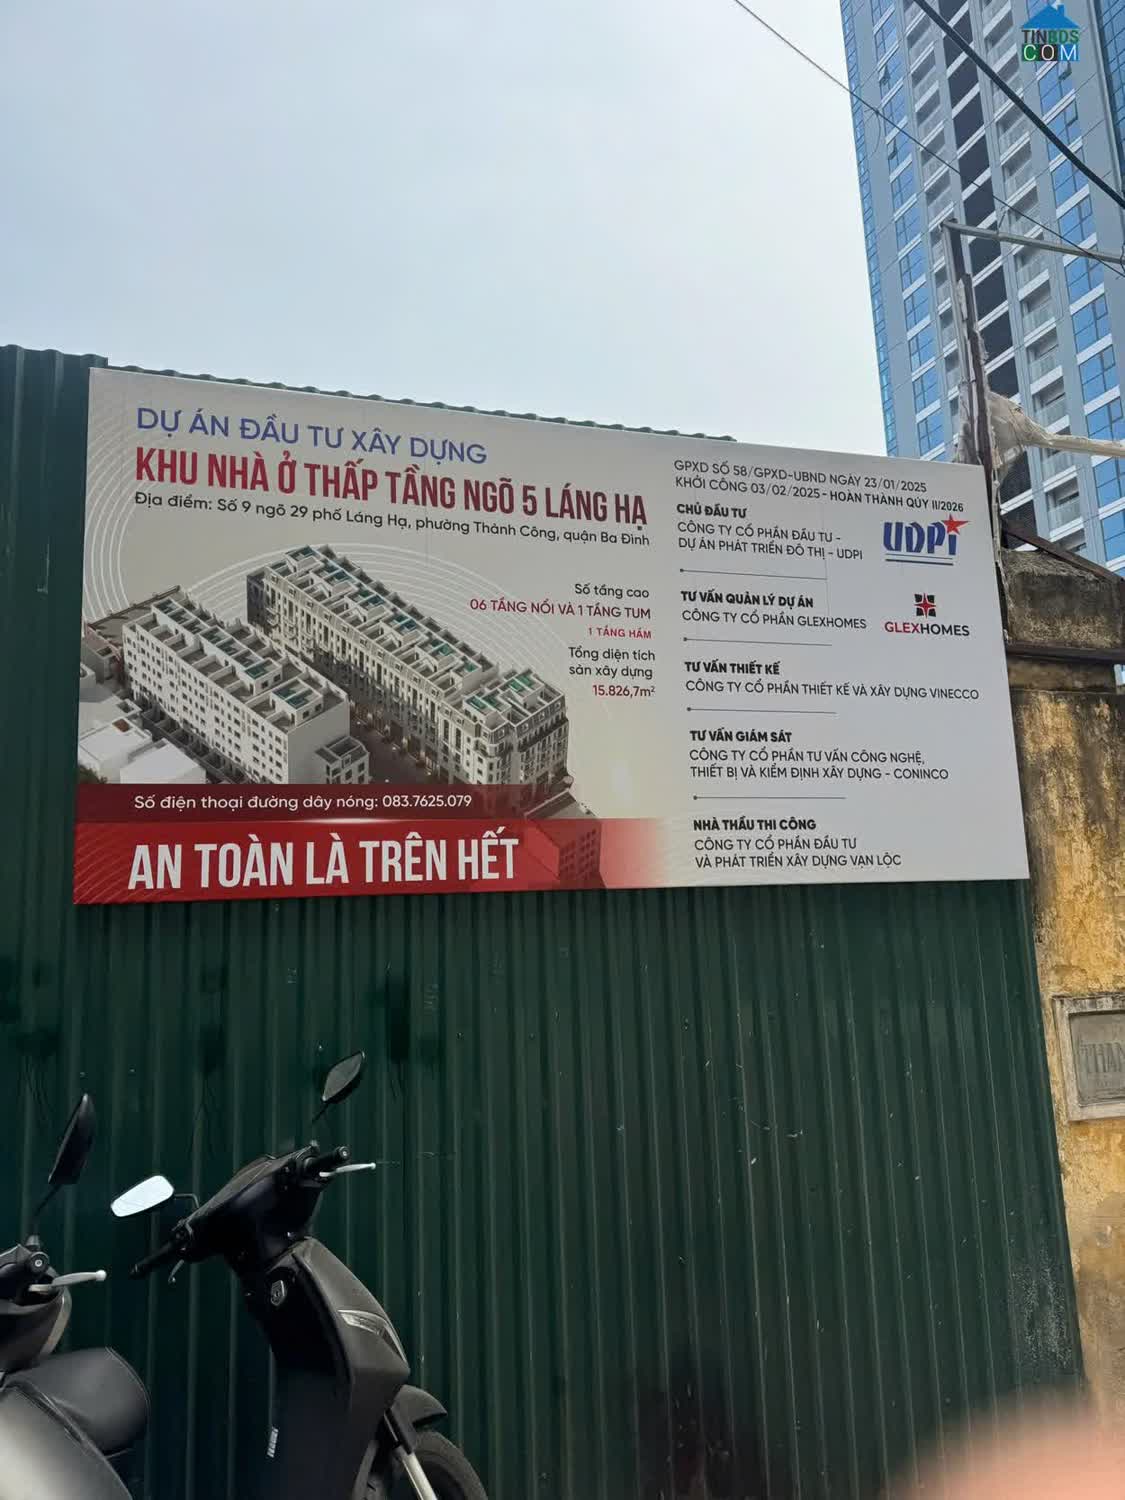 TINBDS
COM
DỰ ÁN ĐẦU TƯ XÂY DỰNG
KHU NHÀ Ở THẤP TẦNG NGÕ 5 LÁNG HẠ
Địa điểm: Số 9 ngõ 29 phố Láng Hạ, phường Thành Công, quận Ba Đình
Số tầng cao
06 TẦNG NỔI VÀ 1 TẦNG TUM
1 TẦNG HẦM
Tổng diện tích
sàn xây dựng
15.826,7m²
Số điện thoại đường dây nóng: 083.7625.079
AN TOÀN LÀ TRÊN HẾT
GPXD SỐ 58/GPXD-UBND NGÀY 23/01/2025
KHỞI CÔNG 03/02/2025 - HOÀN THÀNH QÚY II/2026
CHỦ ĐẦU TƯ
CÔNG TY CỔ PHẦN ĐẦU TƯ -
DỰ ÁN PHÁT TRIỂN ĐÔ THỊ - UDPI
UDPi
TƯ VẤN QUẢN LÝ DỰ ÁN
CÔNG TY CỔ PHẦN GLEXHOMES
GLEXHOMES
TƯ VẤN THIẾT KẾ
CÔNG TY CỔ PHẦN THIẾT KẾ VÀ XÂY DỰNG VINECCO
TƯ VẤN GIÁM SÁT
CÔNG TY CỔ PHẦN TƯ VẤN CÔNG NGHỆ,
THIẾT BỊ VÀ KIỂM ĐỊNH XÂY DỰNG - CONINCO
NHÀ THẦU THI CÔNG
CÔNG TY CỔ PHẦN ĐẦU TƯ
VÀ PHÁT TRIỂN XÂY DỰNG VẠN LỘC